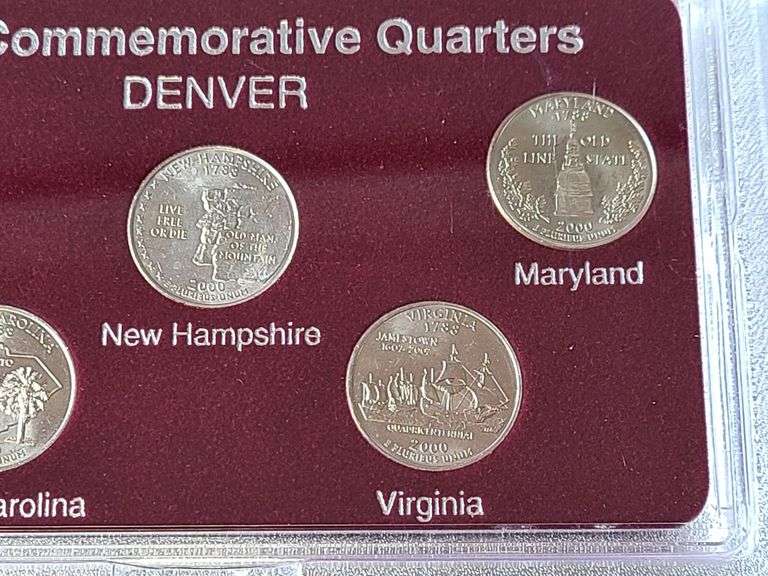 Commemorative Quarters
DENVER
MARYLAND
1788
THE OLD
LINE STATE
2000
E PLURIBUS UNUM
Maryland
NEW HAMPSHIRE
1788
LIVE
FREE
OR DIE
OLD MAN
OF THE
MOUNTAIN
2000
E PLURIBUS UNUM
New Hampshire
VIRGINIA
1788
JAMESTOWN
1607-2007
QUADRICENTENNIAL
2000
E PLURIBUS UNUM
Virginia
CAROLINA
arolina